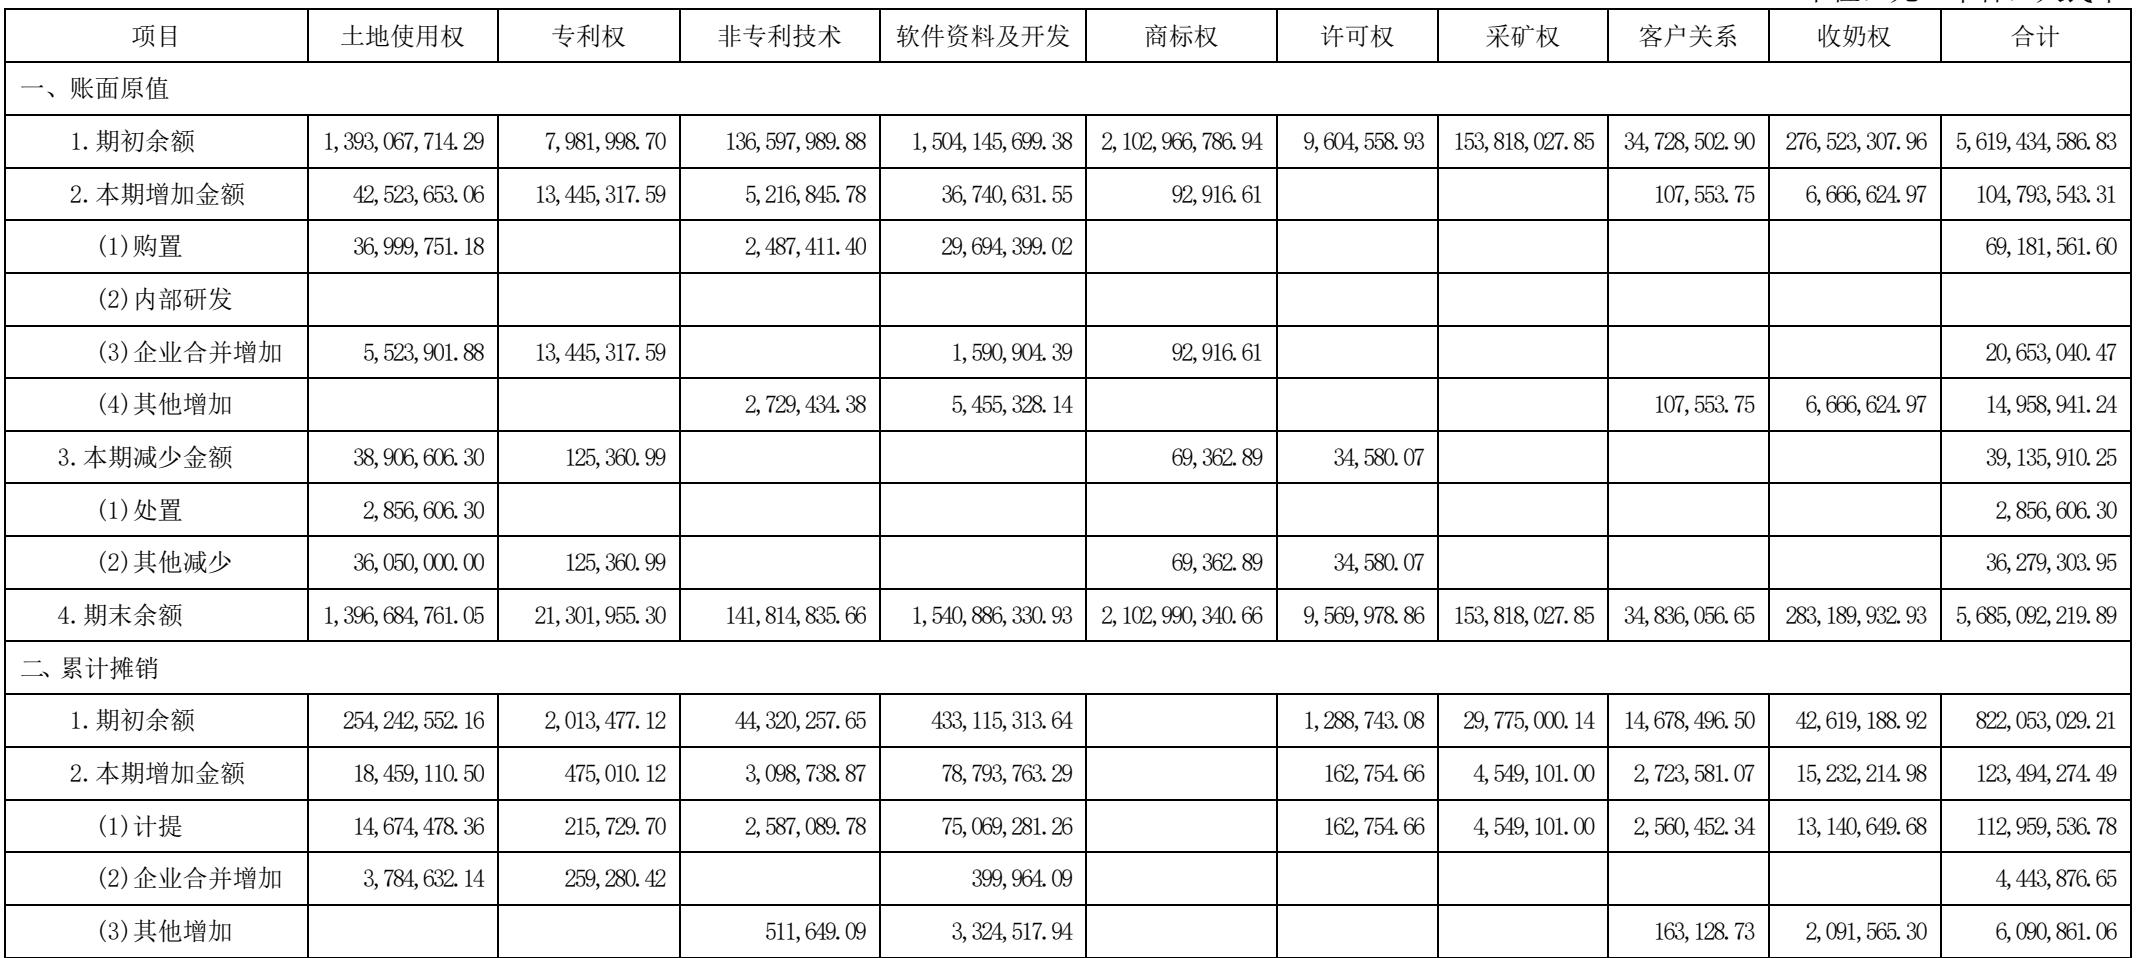 项目 土地使用权 专利权 非专利技术 软件资料及开发 商标权 许可权 采矿权 客户关系 收奶权 合计
一、账面原值
1.期初余额 1,393,067,714.29 7,981,998.70 136,597,989.88 1,504,145,699.38 2,102,966,786.94 9,604,558.93 153,818,027.85 34,728,502.90 276,523,307.96 5,619,434,586.83
2.本期增加金额 42,523,653.06 13,445,317.59 5,216,845.78 36,740,631.55 92,916.61 107,553.75 6,666,624.97 104,793,543.31
(1)购置 36,999,751.18 2,487,411.40 29,694,399.02 69,181,561.60
(2)内部研发
(3)企业合并增加 5,523,901.88 13,445,317.59 1,590,904.39 92,916.61 20,653,040.47
(4)其他增加 2,729,434.38 5,455,328.14 107,553.75 6,666,624.97 14,958,941.24
3.本期减少金额 38,906,606.30 125,360.99 69,362.89 34,580.07 39,135,910.25
(1)处置 2,856,606.30 2,856,606.30
(2)其他减少 36,050,000.00 125,360.99 69,362.89 34,580.07 36,279,303.95
4.期末余额 1,396,684,761.05 21,301,955.30 141,814,835.66 1,540,886,330.93 2,102,990,340.66 9,569,978.86 153,818,027.85 34,836,056.65 283,189,932.93 5,685,092,219.89
二、累计摊销
1.期初余额 254,242,552.16 2,013,477.12 44,320,257.65 433,115,313.64 1,288,743.08 29,775,000.14 14,678,496.50 42,619,188.92 822,053,029.21
2.本期增加金额 18,459,110.50 475,010.12 3,098,738.87 78,793,763.29 162,754.66 4,549,101.00 2,723,581.07 15,232,214.98 123,494,274.49
(1)计提 14,674,478.36 215,729.70 2,587,089.78 75,069,281.26 162,754.66 4,549,101.00 2,560,452.34 13,140,649.68 112,959,536.78
(2)企业合并增加 3,784,632.14 259,280.42 399,964.09 4,443,876.65
(3)其他增加 511,649.09 3,324,517.94 163,128.73 2,091,565.30 6,090,861.06